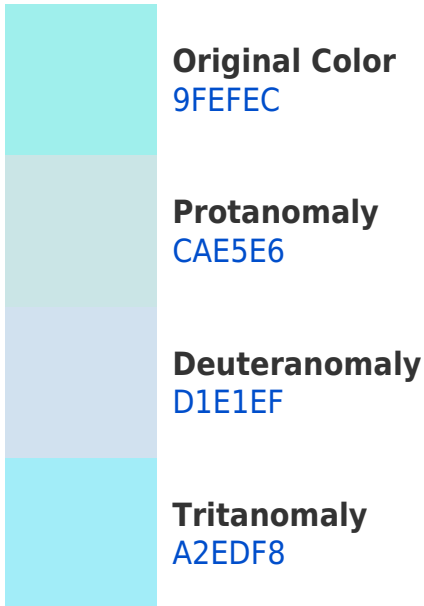 Original Color
9FEFEC
Protanomaly
CAE5E6
Deuteranomaly
D1E1EF
Tritanomaly
A2EDF8